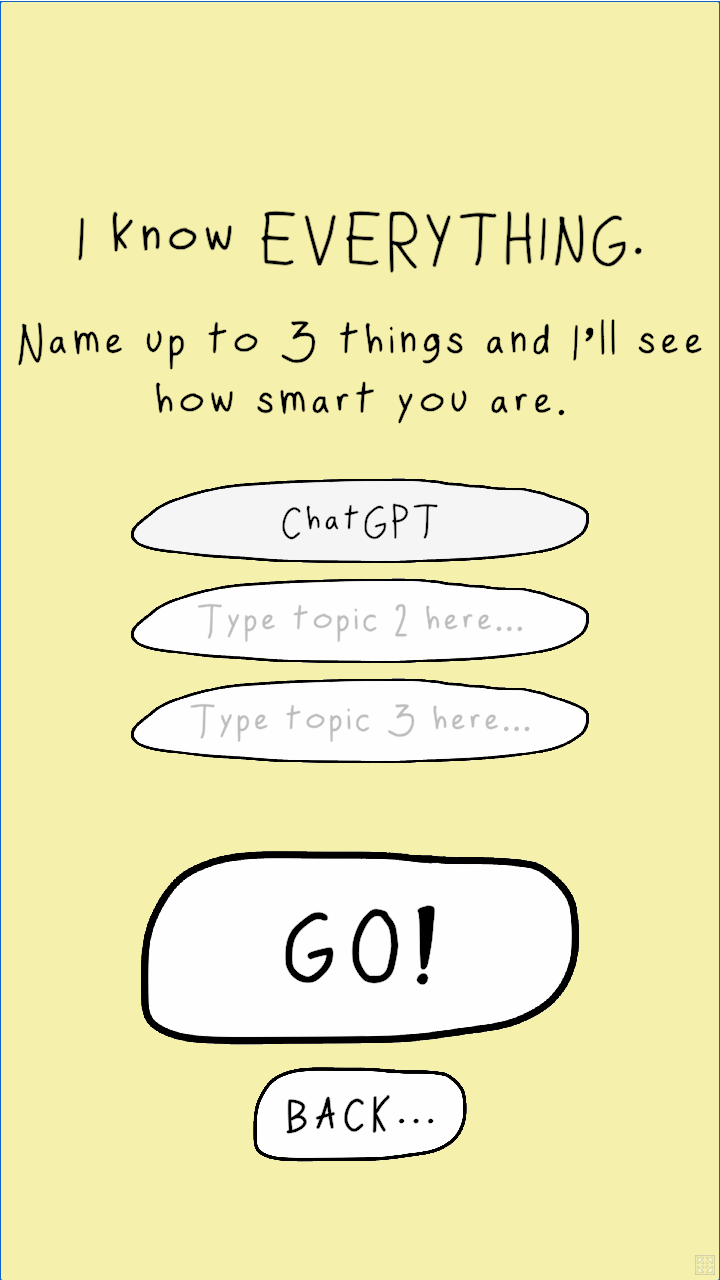 I know EVERYTHING.
Name up to 3 things and I'll see
how smart you are.
ChatGPT
Type topic 2 here...
Type topic 3 here...
GO!
BACK...